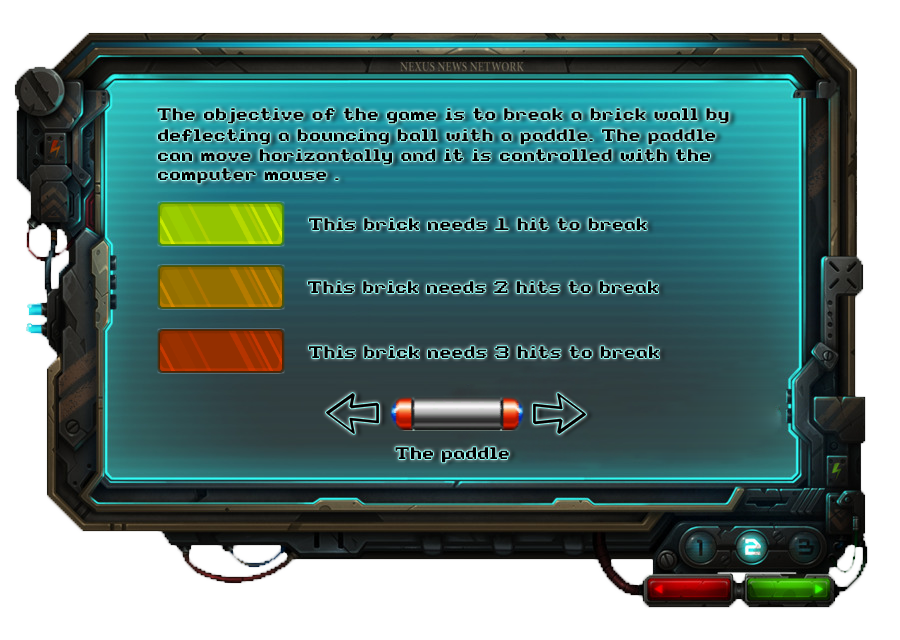 NEXUS NEWS NETWORK
The objective of the game is to break a brick wall by
deflecting a bouncing ball with a paddle. The paddle
can move horizontally and it is controlled with the
computer mouse .
This brick needs 1 hit to break
This brick needs 2 hits to break
This brick needs 3 hits to break
The paddle
1 2 3